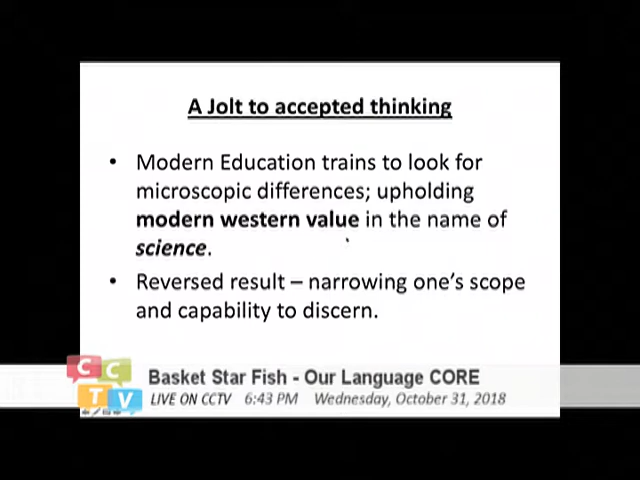 A Jolt to accepted thinking
• Modern Education trains to look for
microscopic differences; upholding
modern western value in the name of
science.
• Reversed result – narrowing one's scope
and capability to discern.
CCTV
Basket Star Fish - Our Language CORE
LIVE ON CCTV 6:43 PM Wednesday, October 31, 2018